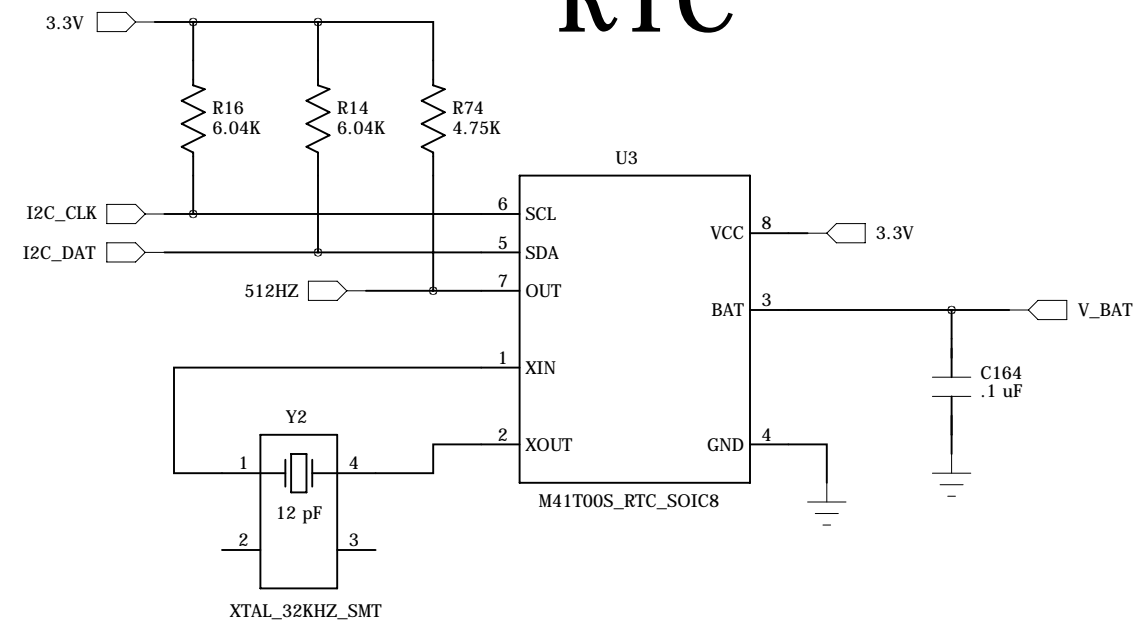 RTC
3.3V
R16
6.04K
R14
6.04K
R74
4.75K
U3
I2C_CLK
6
SCL
I2C_DAT
5
SDA
512HZ
7
OUT
1
XIN
2
XOUT
VCC
8
3.3V
BAT
3
V_BAT
C164
.1 uF
GND
4
M41T00S_RTC_SOIC8
Y2
1
4
12 pF
2
3
XTAL_32KHZ_SMT